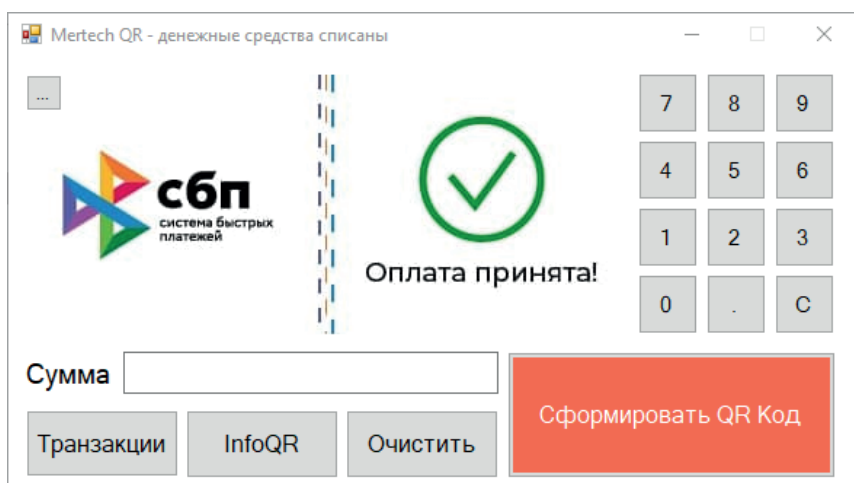 Mertech QR - денежные средства списаны
...
сбп
система быстрых
платежей
Оплата принята!
7 8 9
4 5 6
1 2 3
0 . C
Сумма
Сформировать QR Код
Транзакции InfoQR Очистить